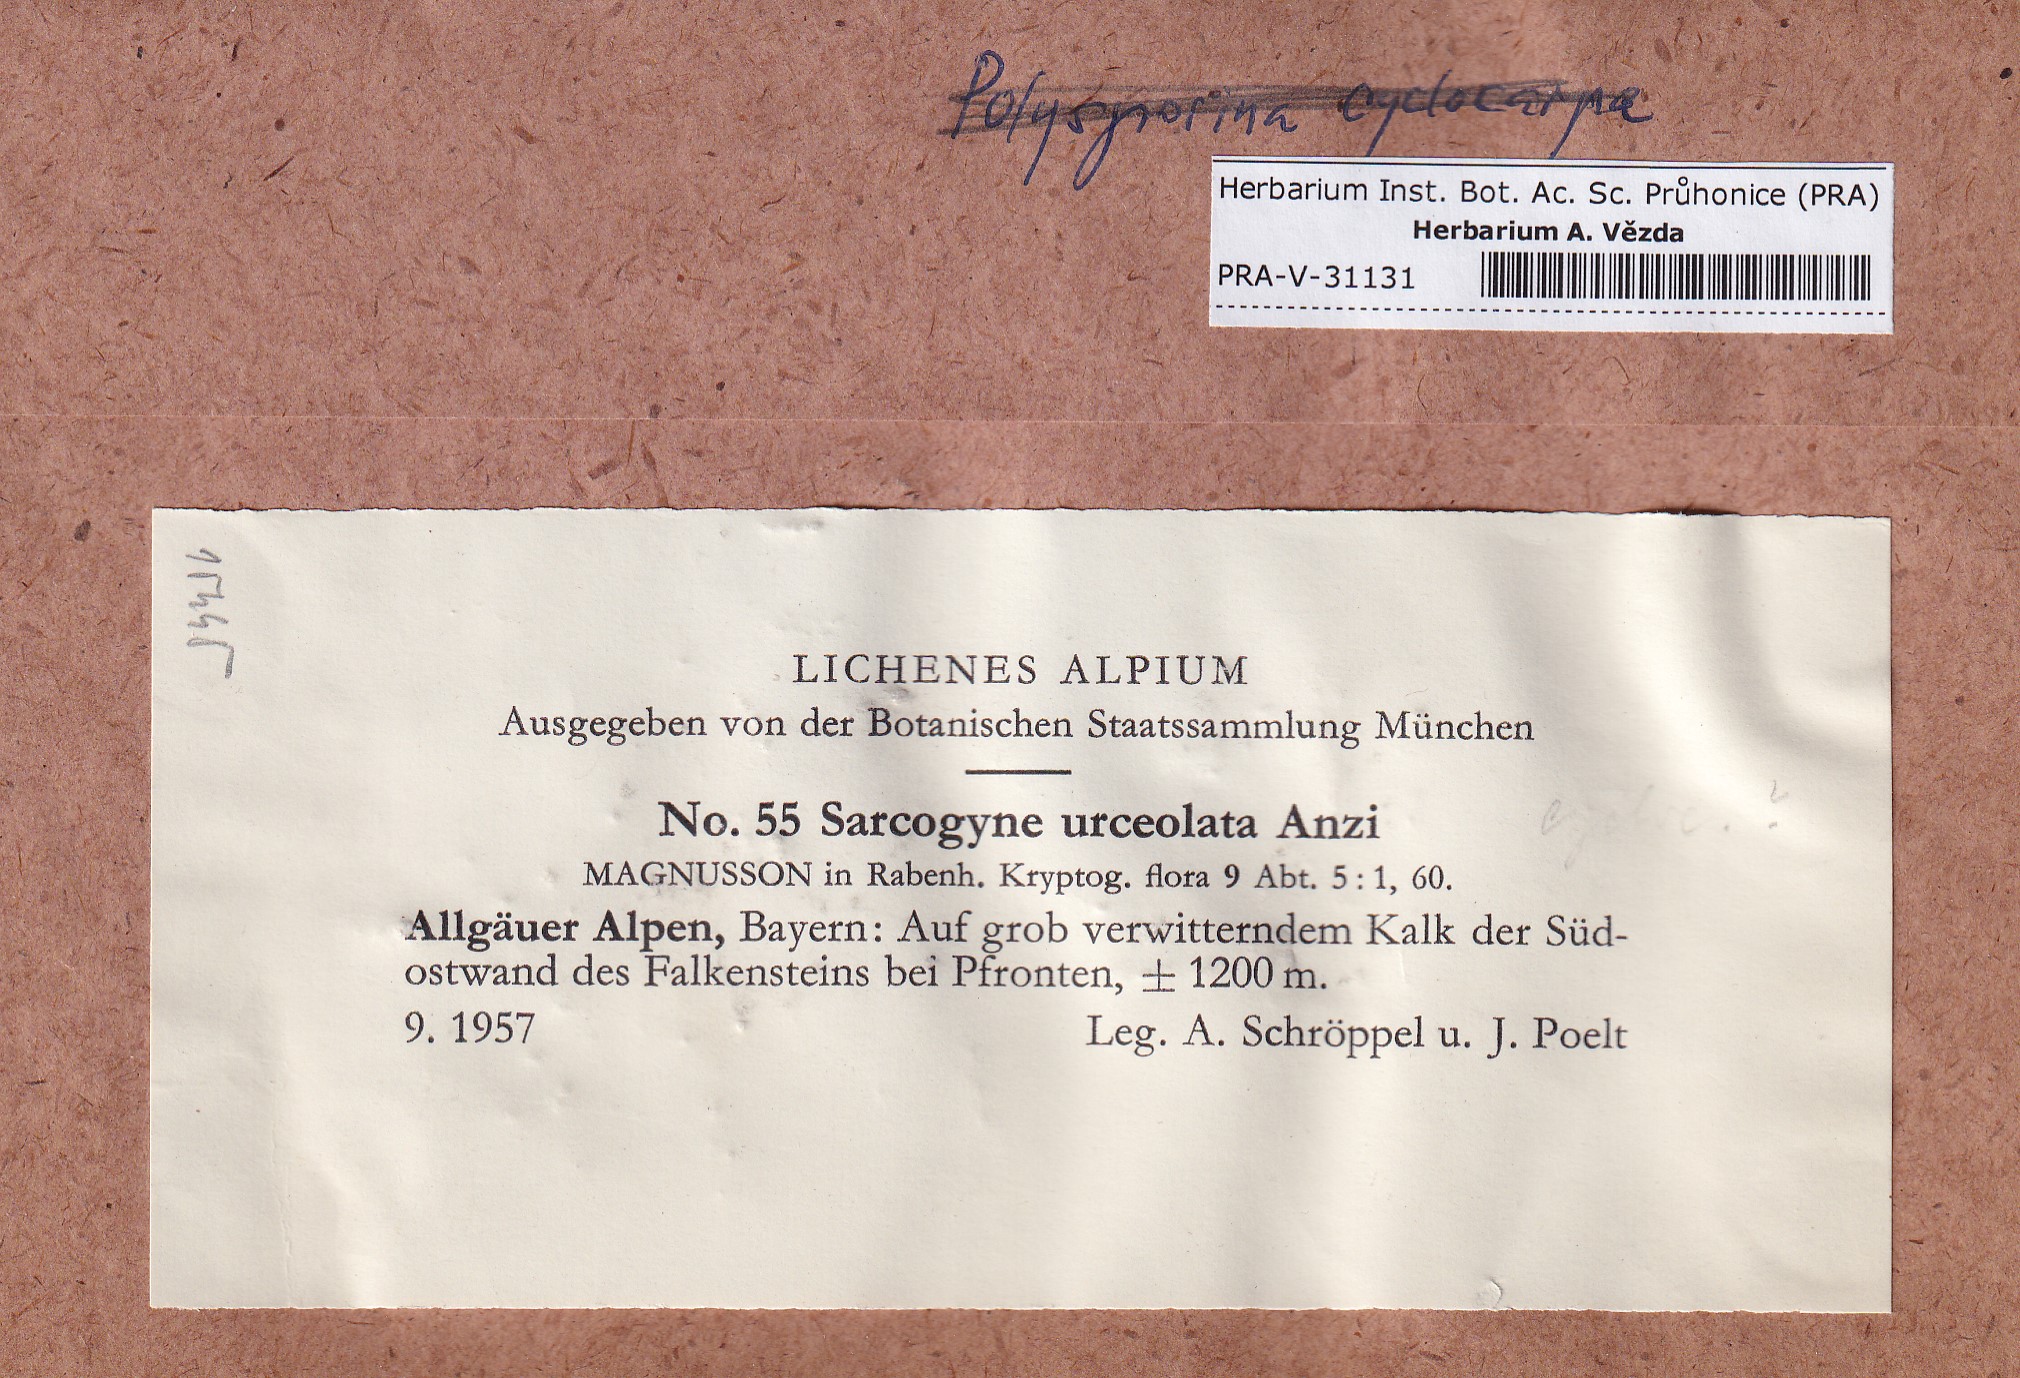 Polysporina cyclocarpa
Herbarium Inst. Bot. Ac. Sc. Průhonice (PRA)
Herbarium A. Vězda
PRA-V-31131
LICHENES ALPIUM
Ausgegeben von der Botanischen Staatssammlung München
No. 55 Sarcogyne urceolata Anzi
MAGNUSSON in Rabenh. Kryptog. flora 9 Abt. 5 : 1, 60.
Allgäuer Alpen, Bayern: Auf grob verwitterndem Kalk der Süd-
ostwand des Falkensteins bei Pfronten, ± 1200 m.
9. 1957
Leg. A. Schröppel u. J. Poelt